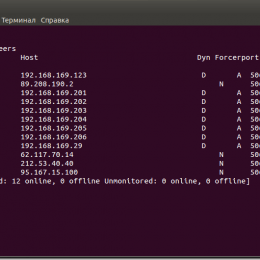 Терминал Справка
eers
Host Dyn Forcerport
192.168.169.123 D A 50
89.208.190.2 N 50
192.168.169.201 D A 50
192.168.169.202 D A 50
192.168.169.203 D A 50
192.168.169.204 D A 50
192.168.169.205 D A 50
192.168.169.206 D A 50
192.168.169.29 D A 50
62.117.70.14 N 50
212.53.40.40 N 50
95.167.15.100 N 50
d: 12 online, 0 offline Unmonitored: 0 online, 0 offline]